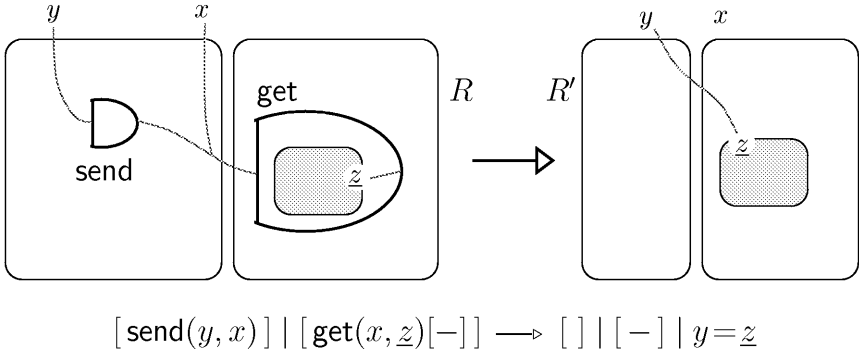 y x y x
get R R′
z
send z
[ send(y, x) ] | [ get(x, z)[−] ] ⟶ [ ] | [ − ] | y = z